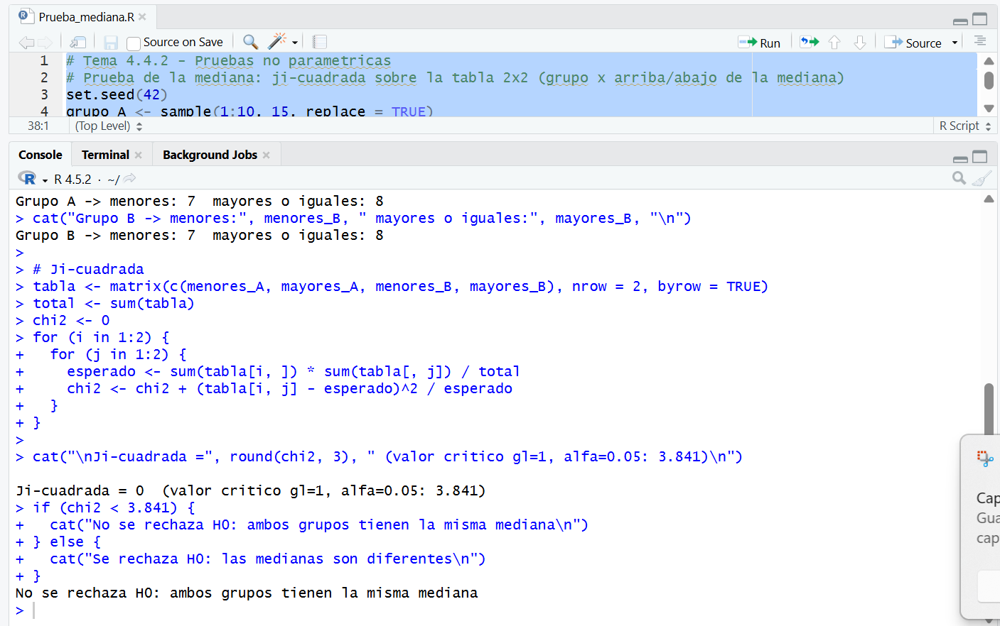 Prueba_mediana.R
Source on Save
Run
Source
1 # Tema 4.4.2 - Pruebas no parametricas
2 # Prueba de la mediana: ji-cuadrada sobre la tabla 2x2 (grupo x arriba/abajo de la mediana)
3 set.seed(42)
4 grupo_A <- sample(1:10, 15, replace = TRUE)
38:1 (Top Level) R Script
Console Terminal Background Jobs
R 4.5.2 · ~/
Grupo A -> menores: 7  mayores o iguales: 8
> cat("Grupo B -> menores:", menores_B, " mayores o iguales:", mayores_B, "\n")
Grupo B -> menores: 7  mayores o iguales: 8
>
> # Ji-cuadrada
> tabla <- matrix(c(menores_A, mayores_A, menores_B, mayores_B), nrow = 2, byrow = TRUE)
> total <- sum(tabla)
> chi2 <- 0
> for (i in 1:2) {
+   for (j in 1:2) {
+     esperado <- sum(tabla[i, ]) * sum(tabla[, j]) / total
+     chi2 <- chi2 + (tabla[i, j] - esperado)^2 / esperado
+   }
+ }
>
> cat("\nJi-cuadrada =", round(chi2, 3), " (valor critico gl=1, alfa=0.05: 3.841)\n")
Ji-cuadrada = 0  (valor critico gl=1, alfa=0.05: 3.841)
> if (chi2 < 3.841) {
+   cat("No se rechaza H0: ambos grupos tienen la misma mediana\n")
+ } else {
+   cat("Se rechaza H0: las medianas son diferentes\n")
+ }
No se rechaza H0: ambos grupos tienen la misma mediana
>
Cap
Gua
cap